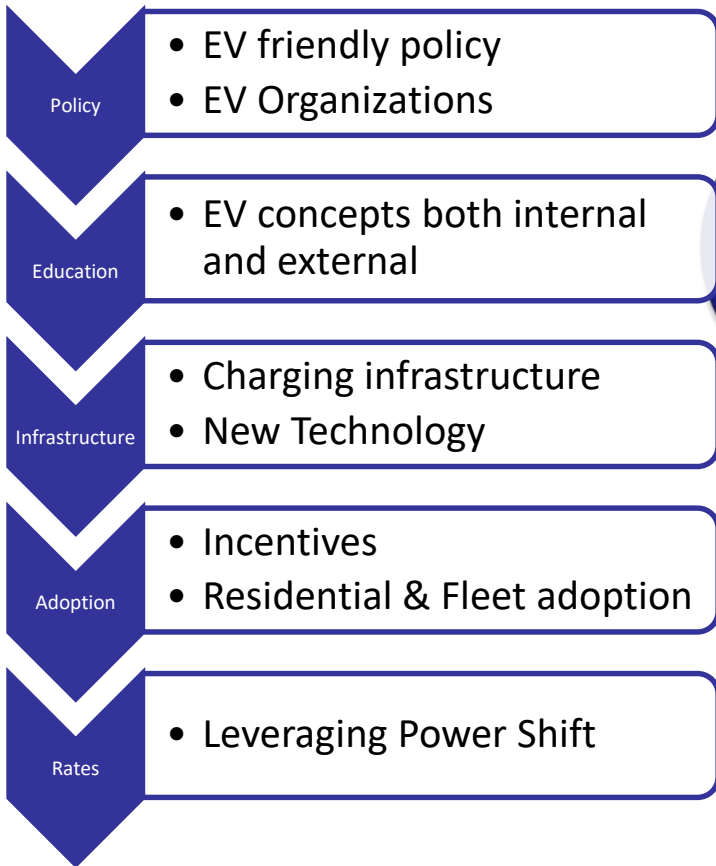 Policy
• EV friendly policy
• EV Organizations
Education
• EV concepts both internal
and external
Infrastructure
• Charging infrastructure
• New Technology
Adoption
• Incentives
• Residential & Fleet adoption
Rates
• Leveraging Power Shift